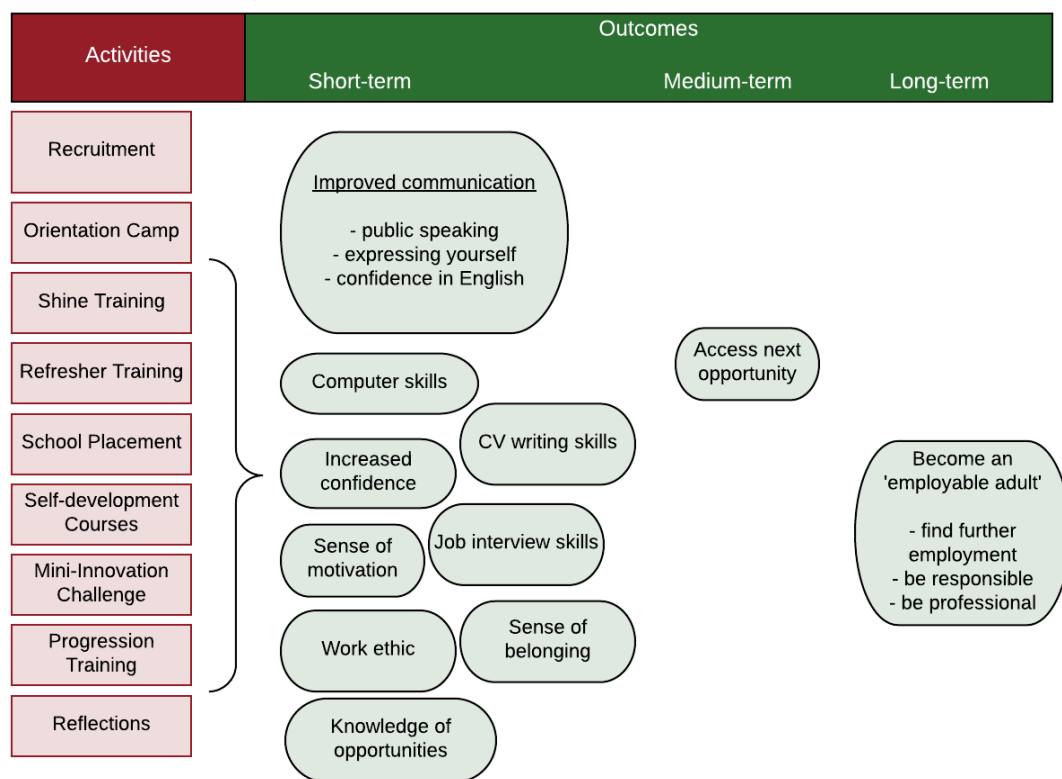 Activities
Outcomes
Short-term
Medium-term
Long-term
Recruitment
Orientation Camp
Shine Training
Refresher Training
School Placement
Self-development
Courses
Mini-Innovation
Challenge
Progression
Training
Reflections
Improved communication
- public speaking
- expressing yourself
- confidence in English
Computer skills
CV writing skills
Increased
confidence
Job interview skills
Sense of
motivation
Sense of
belonging
Work ethic
Knowledge of
opportunities
Access next
opportunity
Become an
'employable adult'
- find further
employment
- be responsible
- be professional